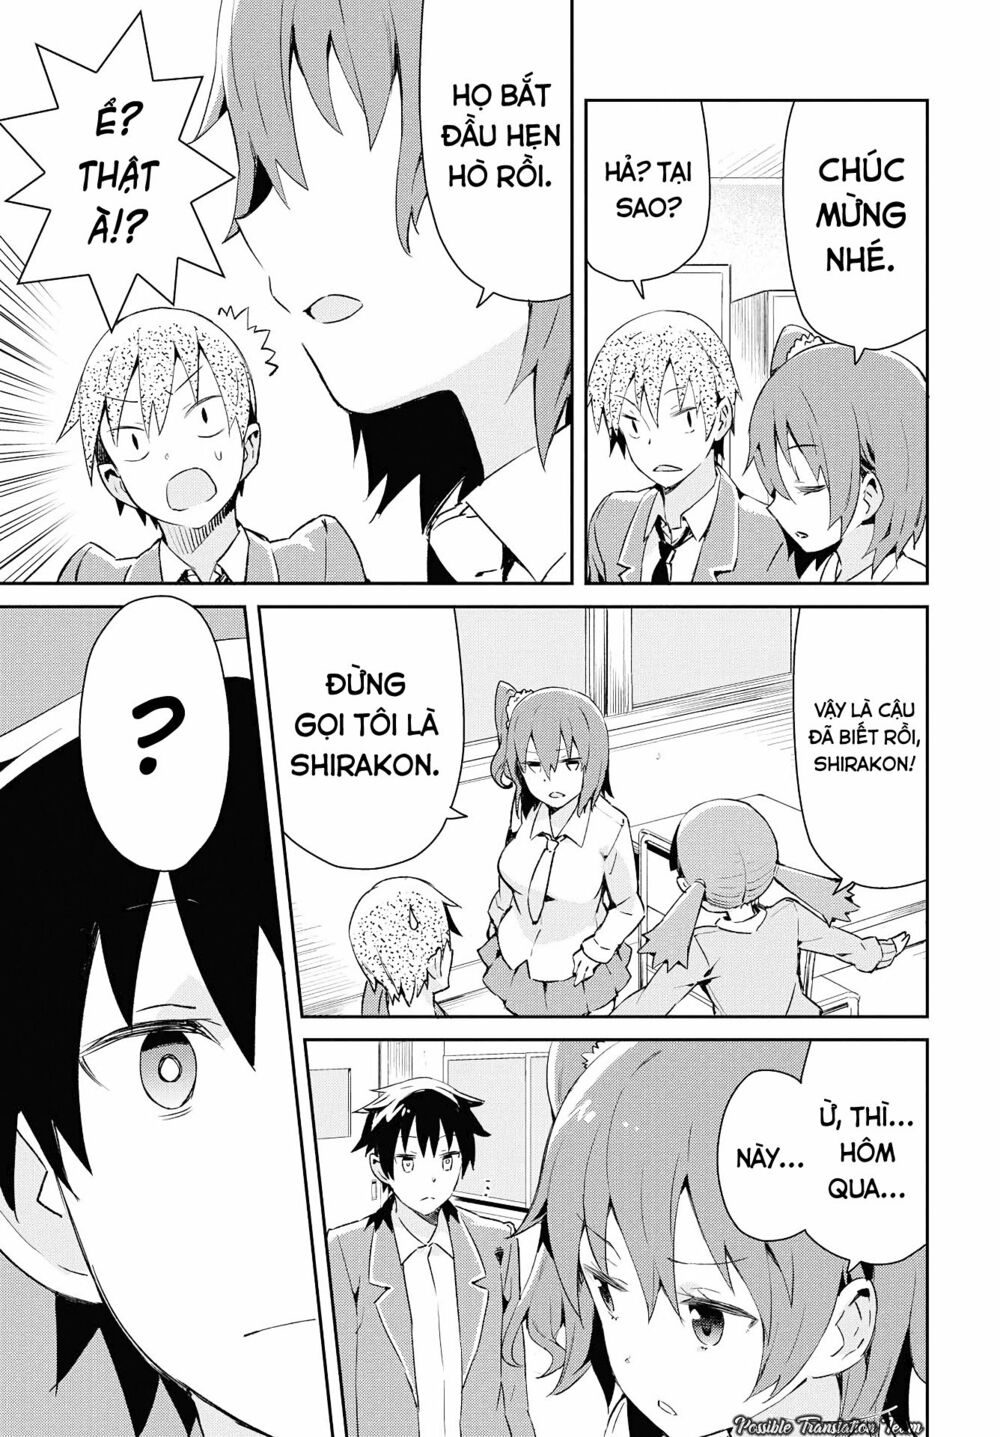 CHÚC
MỪNG
NHÉ.
HẢ? TẠI
SAO?
HỌ BẮT
ĐẦU HẸN
HÒ RỒI.
Ể?
THẬT
À!?
VẬY LÀ CẬU
ĐÃ BIẾT RỒI,
SHIRAKON!
ĐỪNG
GỌI TÔI LÀ
SHIRAKON.
?
Ừ, THÌ...
HÔM
QUA...
NÀY...
Possible Translation